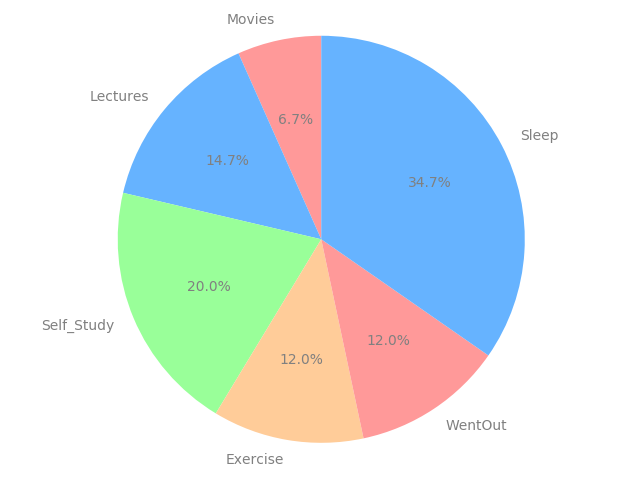 Movies
Lectures
6.7%
Sleep
14.7%
34.7%
20.0%
Self_Study
12.0%
12.0%
WentOut
Exercise